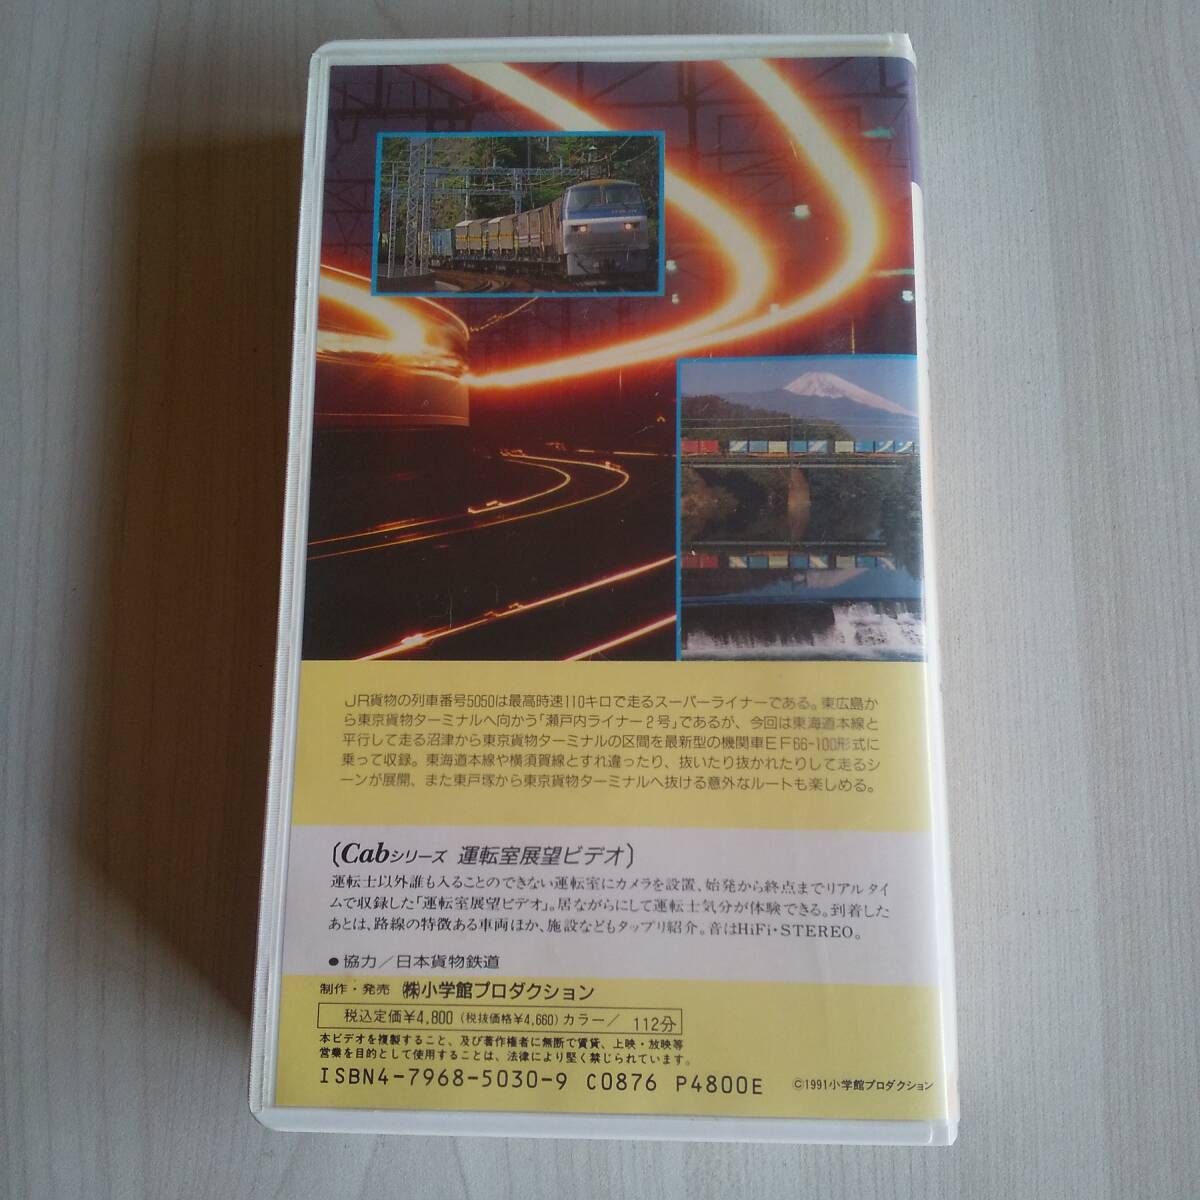 JR貨物の列車番号5050は最高時速110キロで走るスーパーライナーである。東広島か
ら東京貨物ターミナルへ向かう「瀬戸内ライナー2号」であるが、今回は東海道本線と
平行して走る沼津から東京貨物ターミナルの区間を最新型の機関車EF66-100形式に
乗って収録。東海道本線や横須賀線とすれ違ったり、抜いたり抜かれたりして走るシ
ーンが展開、また東戸塚から東京貨物ターミナルへ抜ける意外なルートも楽しめる。
(Cabシリーズ 運転室展望ビデオ)
運転士以外誰も入ることのできない運転室にカメラを設置、始発から終点までリアルタイ
ムで収録した「運転室展望ビデオ」。居ながらにして運転士気分が体験できる。到着した
あとは、路線の特徴ある車両ほか、施設などもタップリ紹介。音はHiFi・STEREO。
●協力/日本貨物鉄道
制作・発売 ㈱小学館プロダクション
税込定価¥4,800(税抜価格¥4,660)カラー/ 112分
本ビデオを複製すること、及び著作権者に無断で賃貸、上映・放映等
営業を目的として使用することは、法律により堅く禁じられています。
ISBN4-7968-5030-9 C0876 P4800E
©1991小学館プロダクション